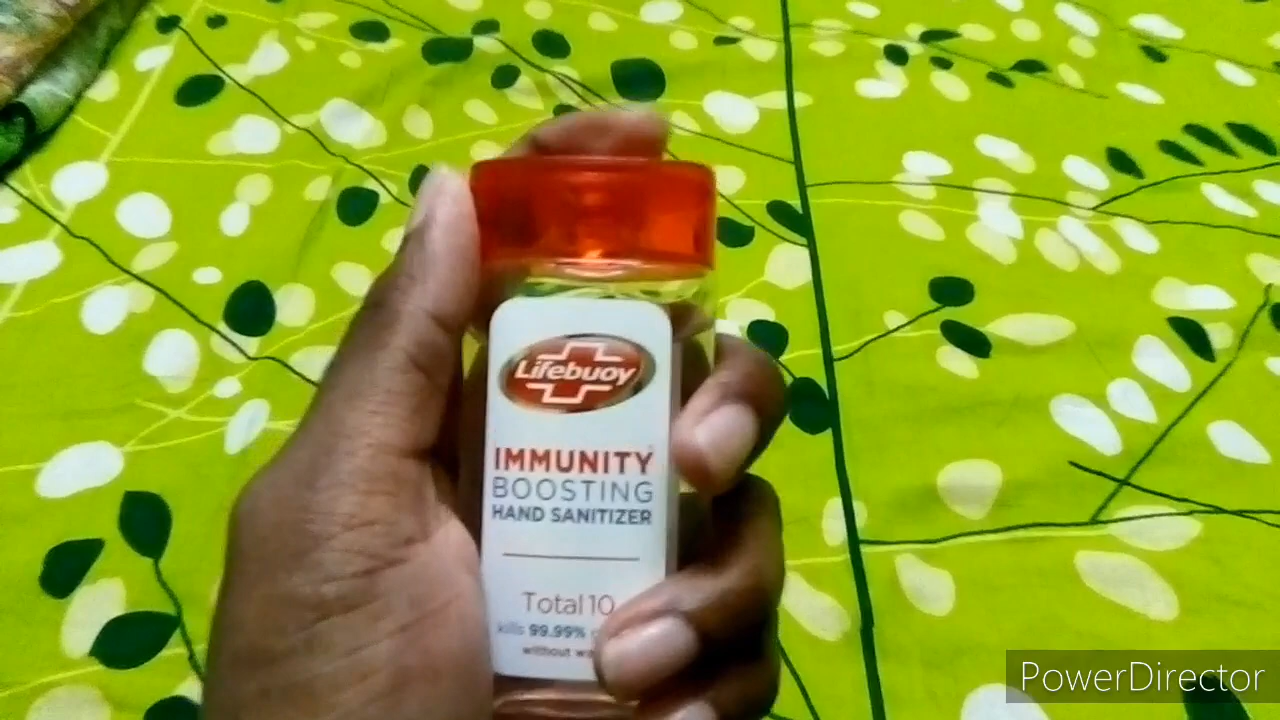 Lifebuoy
IMMUNITY
BOOSTING
HAND SANITIZER
Total 10
kills 99.99%
without
PowerDirector